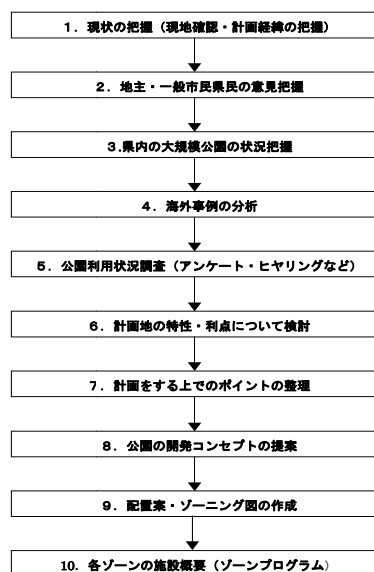 １．現状の把握（現地確認・計画経緯の把握）
２．地主・一般市民県民の意見把握
３.県内の大規模公園の状況把握
４．海外事例の分析
５．公園利用状況調査（アンケート・ヒヤリングなど）
６．計画地の特性・利点について検討
７．計画をする上でのポイントの整理
８．公園の開発コンセプトの提案
９．配置案・ゾーニング図の作成
10．各ゾーンの施設概要（ゾーンプログラム）